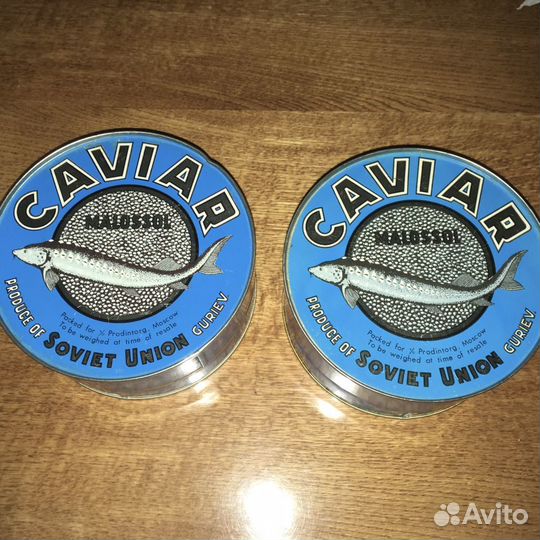 CAVIAR
MALOSSOL
Packed for V/O Prodintorg, Moscow
To be weighed at time of resale
PRODUCE OF SOVIET UNION GURIEV
CAVIAR
MALOSSOL
Packed for V/O Prodintorg, Moscow
To be weighed at time of resale
PRODUCE OF SOVIET UNION GURIEV
Avito